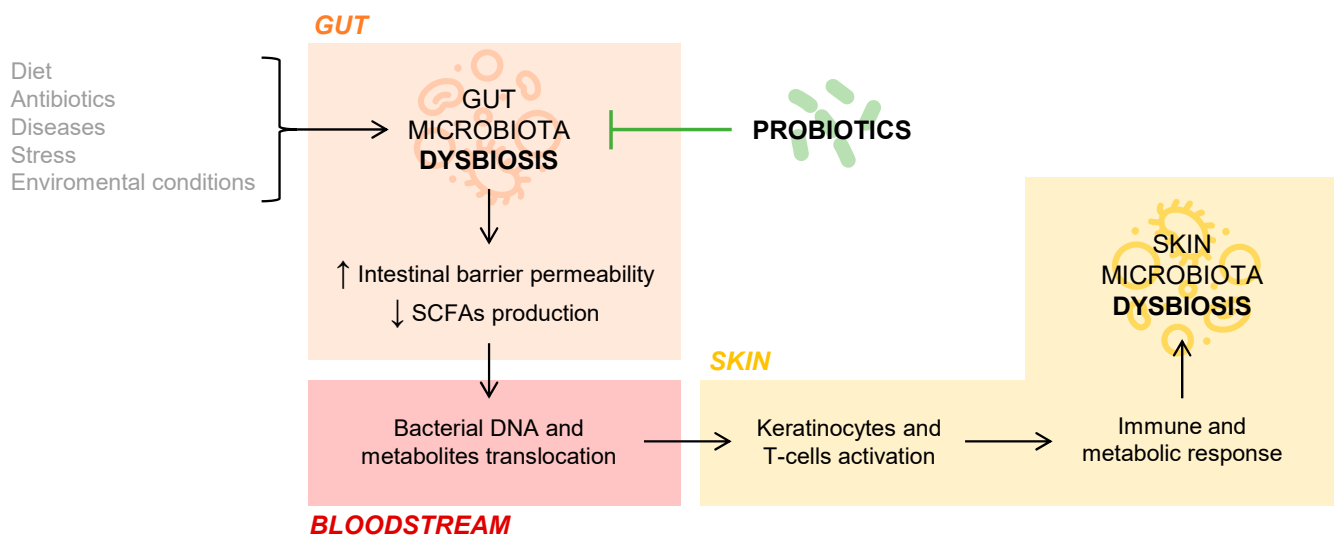 GUT
Diet
Antibiotics
Diseases
Stress
Enviromental conditions
GUT
MICROBIOTA
DYSBIOSIS
PROBIOTICS
↑ Intestinal barrier permeability
↓ SCFAs production
SKIN
MICROBIOTA
DYSBIOSIS
SKIN
Bacterial DNA and
metabolites translocation
Keratinocytes and
T-cells activation
Immune and
metabolic response
BLOODSTREAM